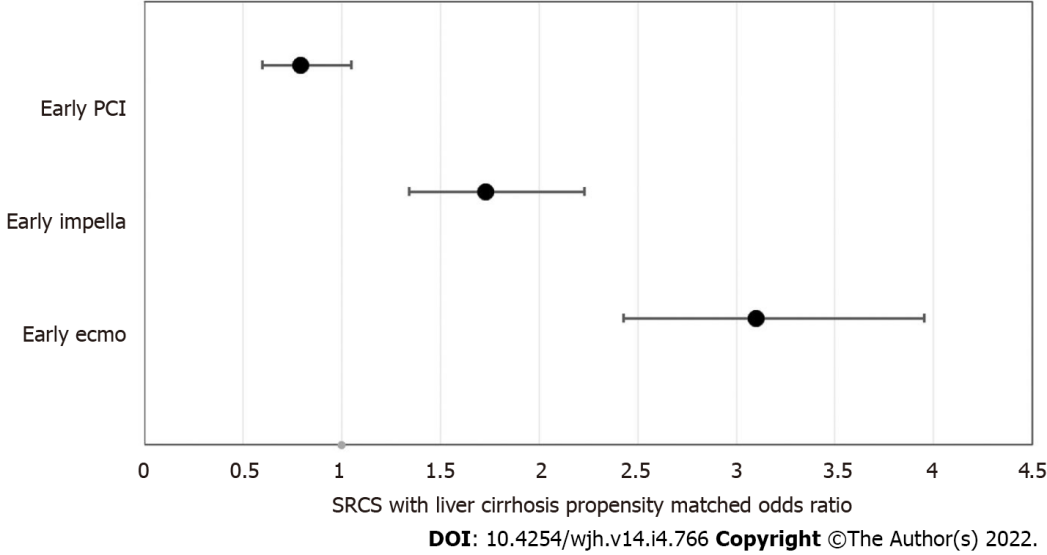 Early PCI
Early impella
Early ecmo
0 0.5 1 1.5 2 2.5 3 3.5 4 4.5
SRCS with liver cirrhosis propensity matched odds ratio
DOI: 10.4254/wjh.v14.i4.766 Copyright ©The Author(s) 2022.